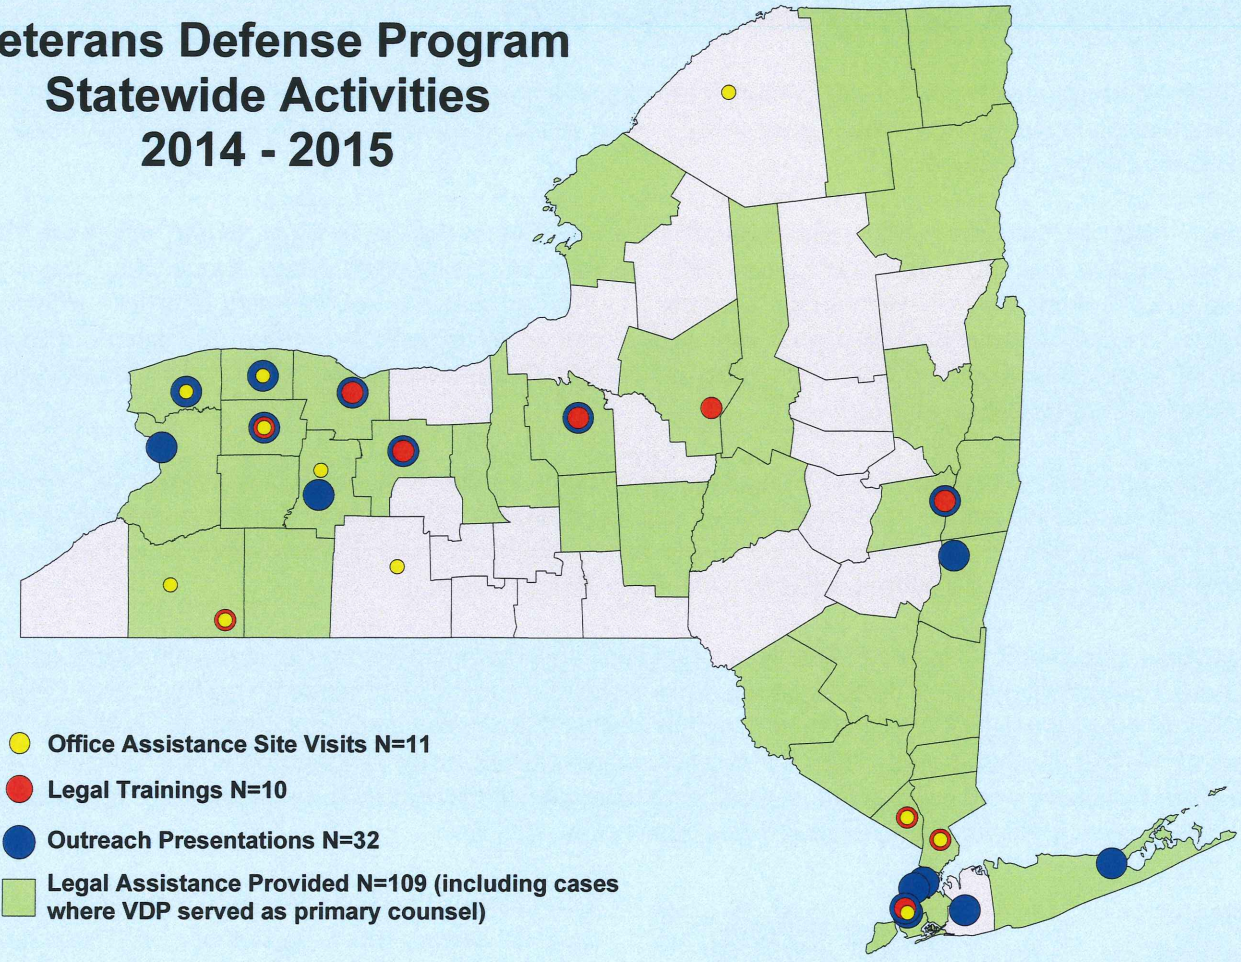 eterans Defense Program
Statewide Activities
2014 - 2015
Office Assistance Site Visits N=11
Legal Trainings N=10
Outreach Presentations N=32
Legal Assistance Provided N=109 (including cases
where VDP served as primary counsel)